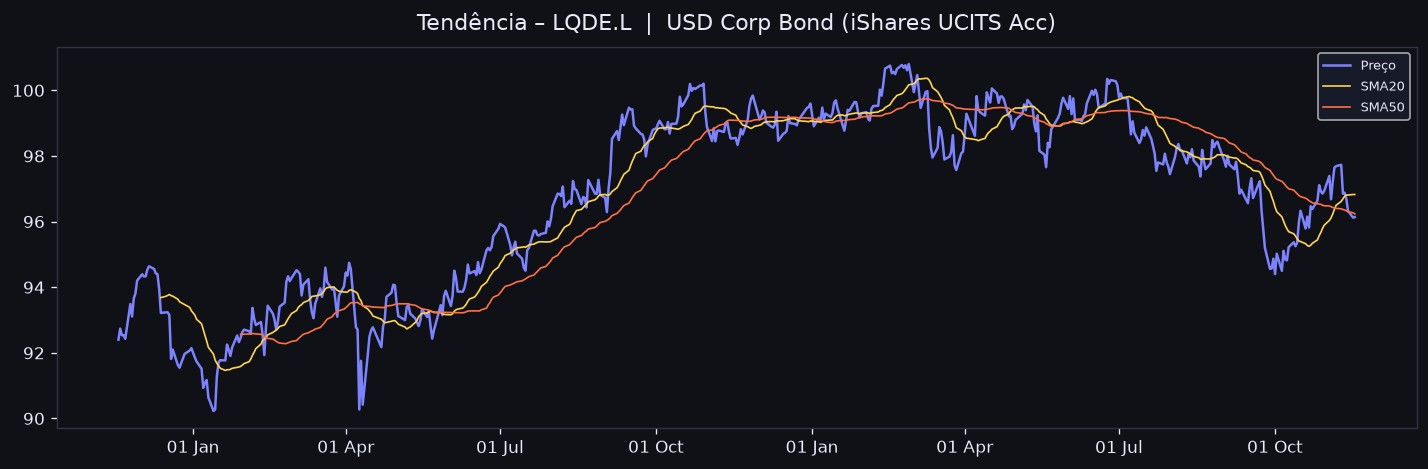 Tendência – LQDE.L | USD Corp Bond (iShares UCITS Acc)
Preço
SMA20
SMA50
100
98
96
94
92
90
01 Jan
01 Apr
01 Jul
01 Oct
01 Jan
01 Apr
01 Jul
01 Oct